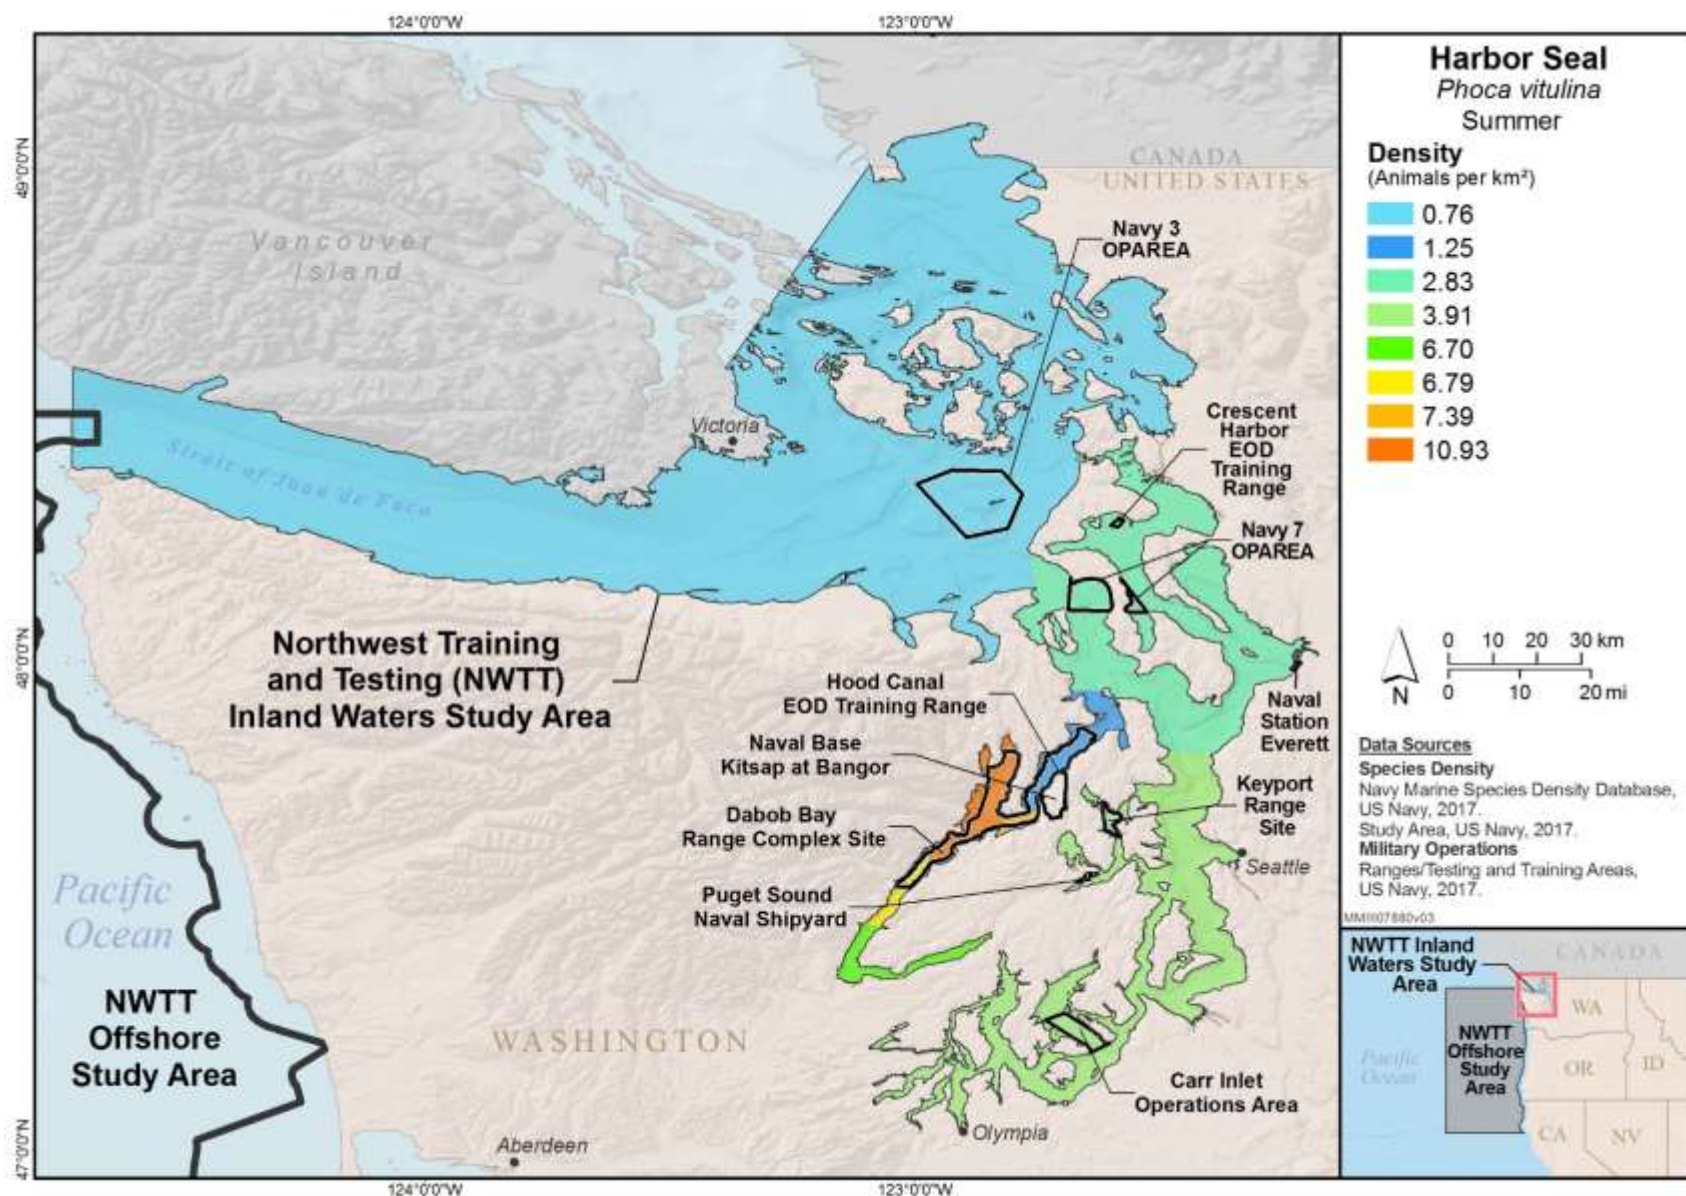 124°0'0"W
123°0'0"W
49°0'0"N
48°0'0"N
47°0'0"N
CANADA
UNITED STATES
Vancouver
Island
Navy 3
OPAREA
Victoria
Strait of Juan de Fuca
Crescent
Harbor
EOD
Training
Range
Navy 7
OPAREA
Northwest Training
and Testing (NWTT)
Inland Waters Study Area
Hood Canal
EOD Training Range
Naval
Station
Everett
Naval Base
Kitsap at Bangor
Keyport
Range
Site
Dabob Bay
Range Complex Site
Seattle
Puget Sound
Naval Shipyard
Pacific
Ocean
NWTT
Offshore
Study Area
WASHINGTON
Carr Inlet
Operations Area
Olympia
Aberdeen
124°0'0"W
123°0'0"W
Harbor Seal
Phoca vitulina
Summer
Density
(Animals per km²)
0.76
1.25
2.83
3.91
6.70
6.79
7.39
10.93
0 10 20 30 km
0 10 20 mi
N
Data Sources
Species Density
Navy Marine Species Density Database,
US Navy, 2017.
Study Area, US Navy, 2017.
Military Operations
Ranges/Testing and Training Areas,
US Navy, 2017.
NWTT Inland
Waters Study
Area
CANADA
WA
NWTT
Offshore
Study
Area
Pacific
Ocean
OR
ID
CA
NV